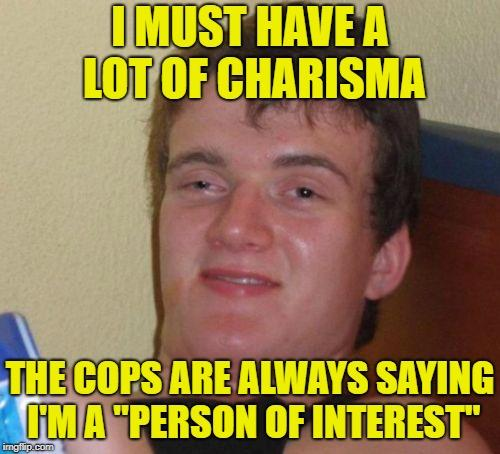 I MUST HAVE A
LOT OF CHARISMA
THE COPS ARE ALWAYS SAYING
I'M A "PERSON OF INTEREST"
imgflip.com